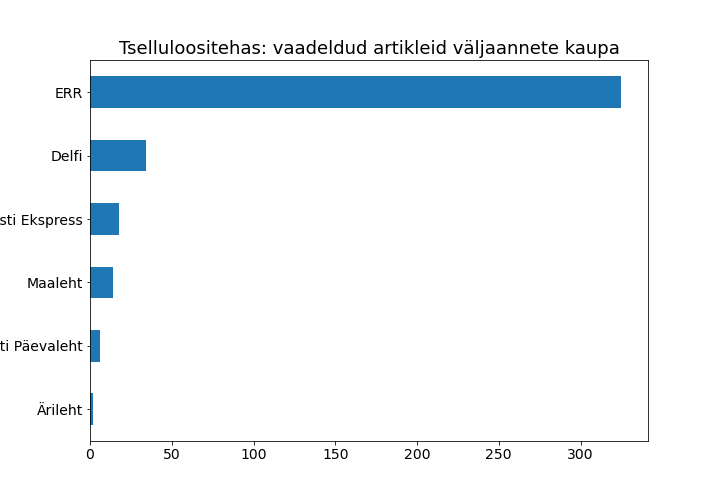 Tselluloositehas: vaadeldud artikleid väljaannete kaupa
ERR
Delfi
sti Ekspress
Maaleht
ti Päevaleht
Ärileht
0 50 100 150 200 250 300